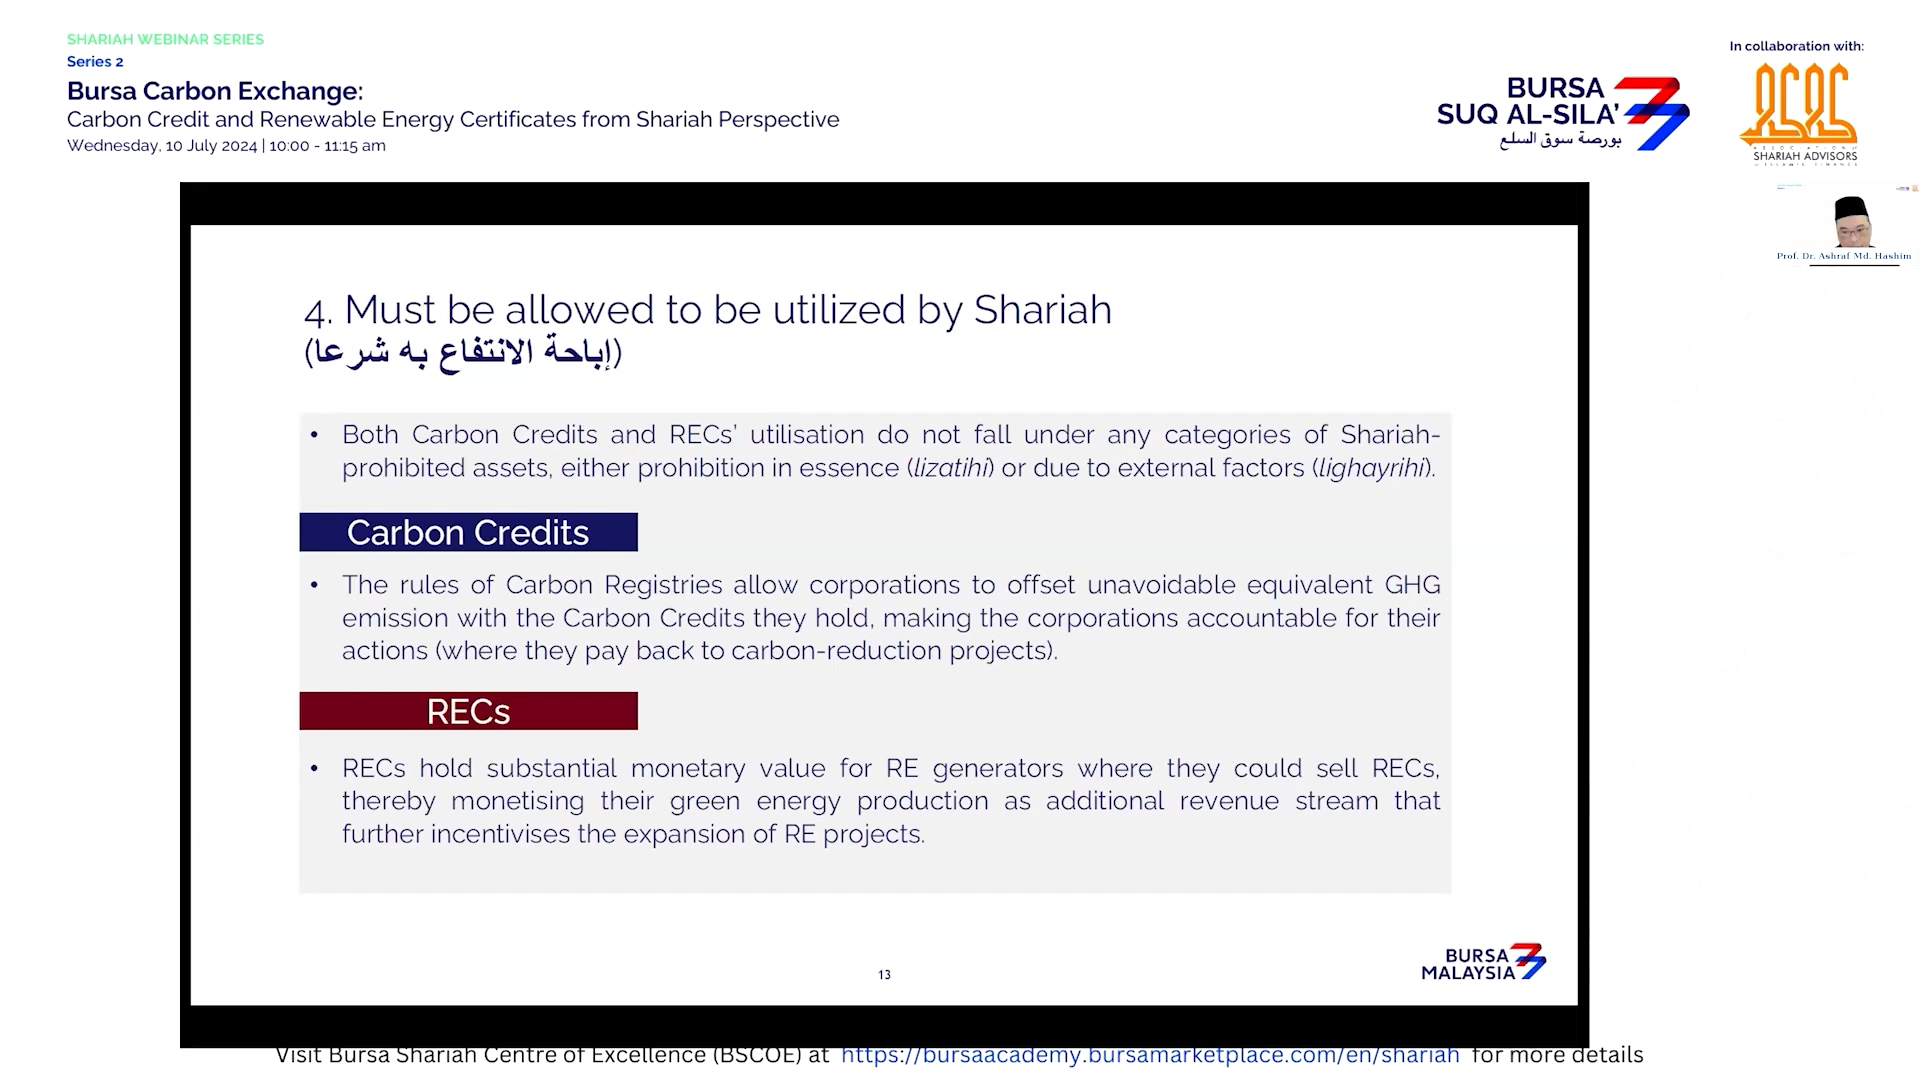 SHARIAH WEBINAR SERIES
Series 2
Bursa Carbon Exchange:
Carbon Credit and Renewable Energy Certificates from Shariah Perspective
Wednesday, 10 July 2024 | 10:00 - 11:15 am
BURSA
SUQ AL-SILA'
بورصة سوق السلع
In collaboration with:
SHARIAH ADVISORS
Prof. Dr. Ashraf Md. Hashim
4. Must be allowed to be utilized by Shariah
(إباحة الانتفاع به شرعا)
• Both Carbon Credits and RECs’ utilisation do not fall under any categories of Shariah-
prohibited assets, either prohibition in essence (lizatihi) or due to external factors (lighayrihi).
Carbon Credits
• The rules of Carbon Registries allow corporations to offset unavoidable equivalent GHG
emission with the Carbon Credits they hold, making the corporations accountable for their
actions (where they pay back to carbon-reduction projects).
RECs
• RECs hold substantial monetary value for RE generators where they could sell RECs,
thereby monetising their green energy production as additional revenue stream that
further incentivises the expansion of RE projects.
13
BURSA
MALAYSIA
Visit Bursa Shariah Centre of Excellence (BSCOE) at https://bursaacademy.bursamarketplace.com/en/shariah for more details